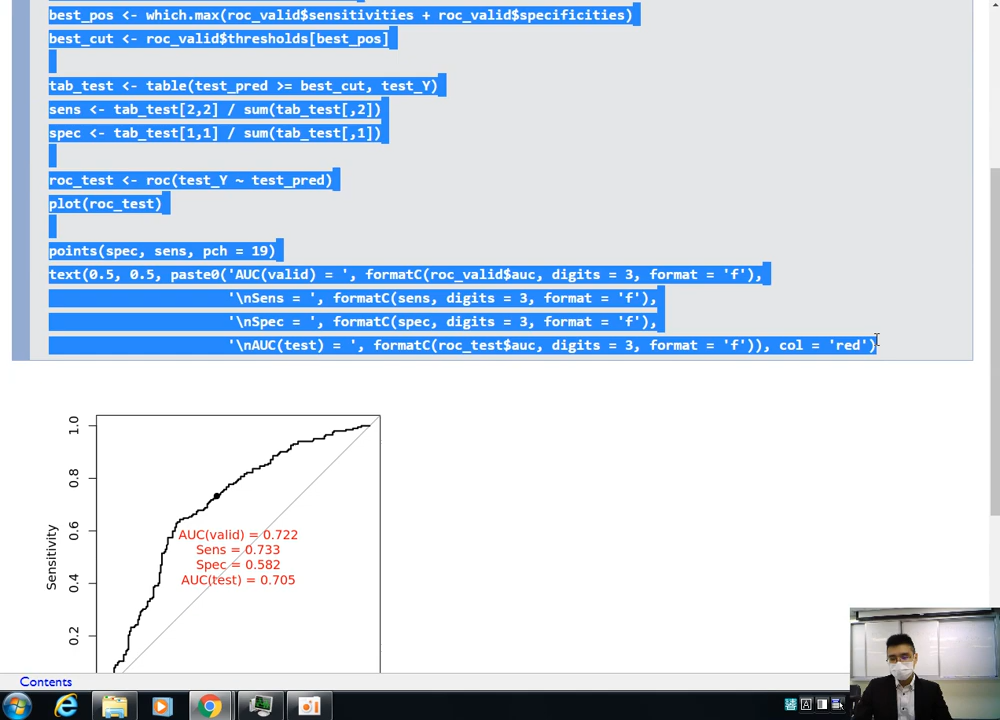 best_pos <- which.max(roc_valid$sensitivities + roc_valid$specificities)
best_cut <- roc_valid$thresholds[best_pos]
tab_test <- table(test_pred >= best_cut, test_Y)
sens <- tab_test[2,2] / sum(tab_test[,2])
spec <- tab_test[1,1] / sum(tab_test[,1])
roc_test <- roc(test_Y ~ test_pred)
plot(roc_test)
points(spec, sens, pch = 19)
text(0.5, 0.5, paste0('AUC(valid) = ', formatC(roc_valid$auc, digits = 3, format = 'f'),
'\nSens = ', formatC(sens, digits = 3, format = 'f'),
'\nSpec = ', formatC(spec, digits = 3, format = 'f'),
'\nAUC(test) = ', formatC(roc_test$auc, digits = 3, format = 'f')), col = 'red')
1.0
0.8
0.6
0.4
0.2
Sensitivity
AUC(valid) = 0.722
Sens = 0.733
Spec = 0.582
AUC(test) = 0.705
Contents
A